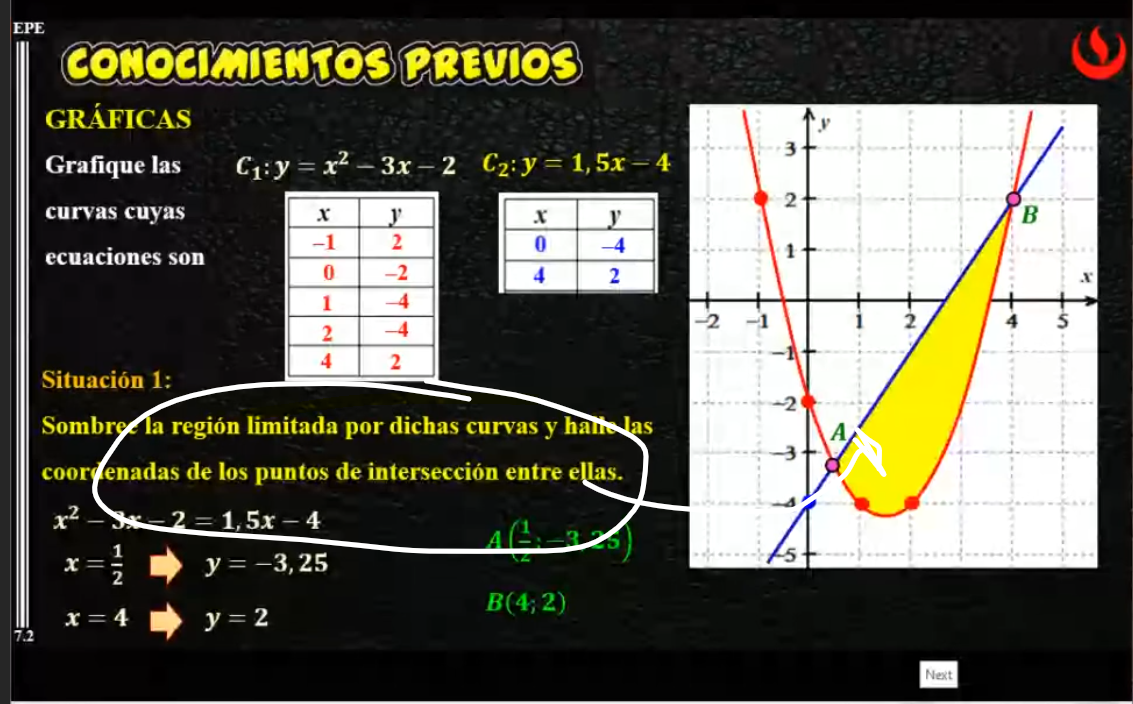 EPE
CONOCIMIENTOS PREVIOS
GRÁFICAS
Grafique las
curvas cuyas
ecuaciones son
C₁: y = x² − 3x − 2
C₂: y = 1,5x − 4
x y
−1 2
0 −2
1 −4
2 −4
4 2
x y
0 −4
4 2
Situación 1:
Sombree la región limitada por dichas curvas y halle las
coordenadas de los puntos de intersección entre ellas.
x² − 3x − 2 = 1,5x − 4
x = 1/2 y = −3,25
x = 4 y = 2
A(1/2; −3,25)
B(4; 2)
7.2
y
3
2
B
1
x
−2 −1 1 2 4 5
−1
−2
A
−3
−4
−5
Next